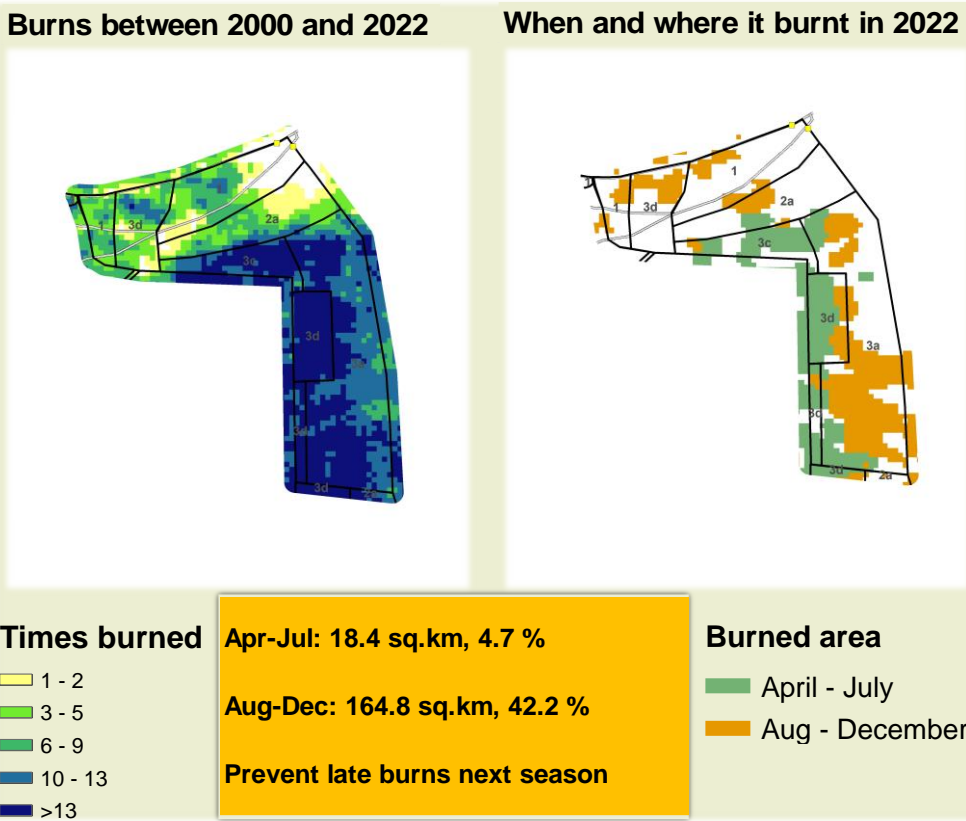 Burns between 2000 and 2022
When and where it burnt in 2022
1
3d
2a
3c
3d
3d
1
1
3d
2a
3c
3d
3a
3d
2a
Times burned
1 - 2
3 - 5
6 - 9
10 - 13
>13
Apr-Jul: 18.4 sq.km, 4.7 %
Aug-Dec: 164.8 sq.km, 42.2 %
Prevent late burns next season
Burned area
April - July
Aug - December